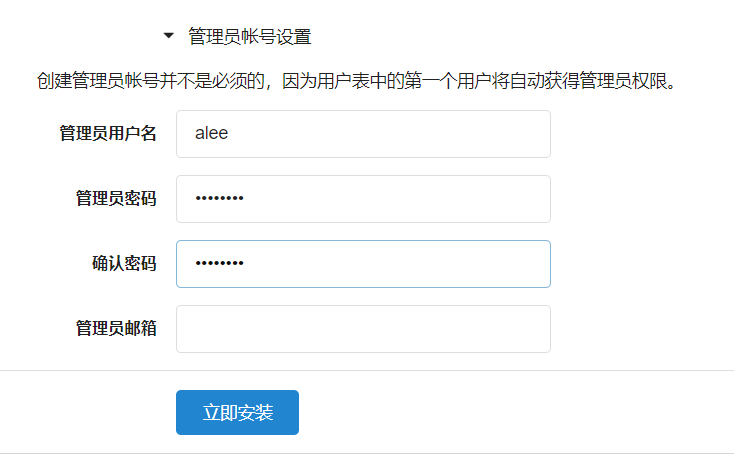 管理员帐号设置
创建管理员帐号并不是必须的，因为用户表中的第一个用户将自动获得管理员权限。
管理员用户名 alee
管理员密码 ••••••••
确认密码 ••••••••
管理员邮箱
立即安装